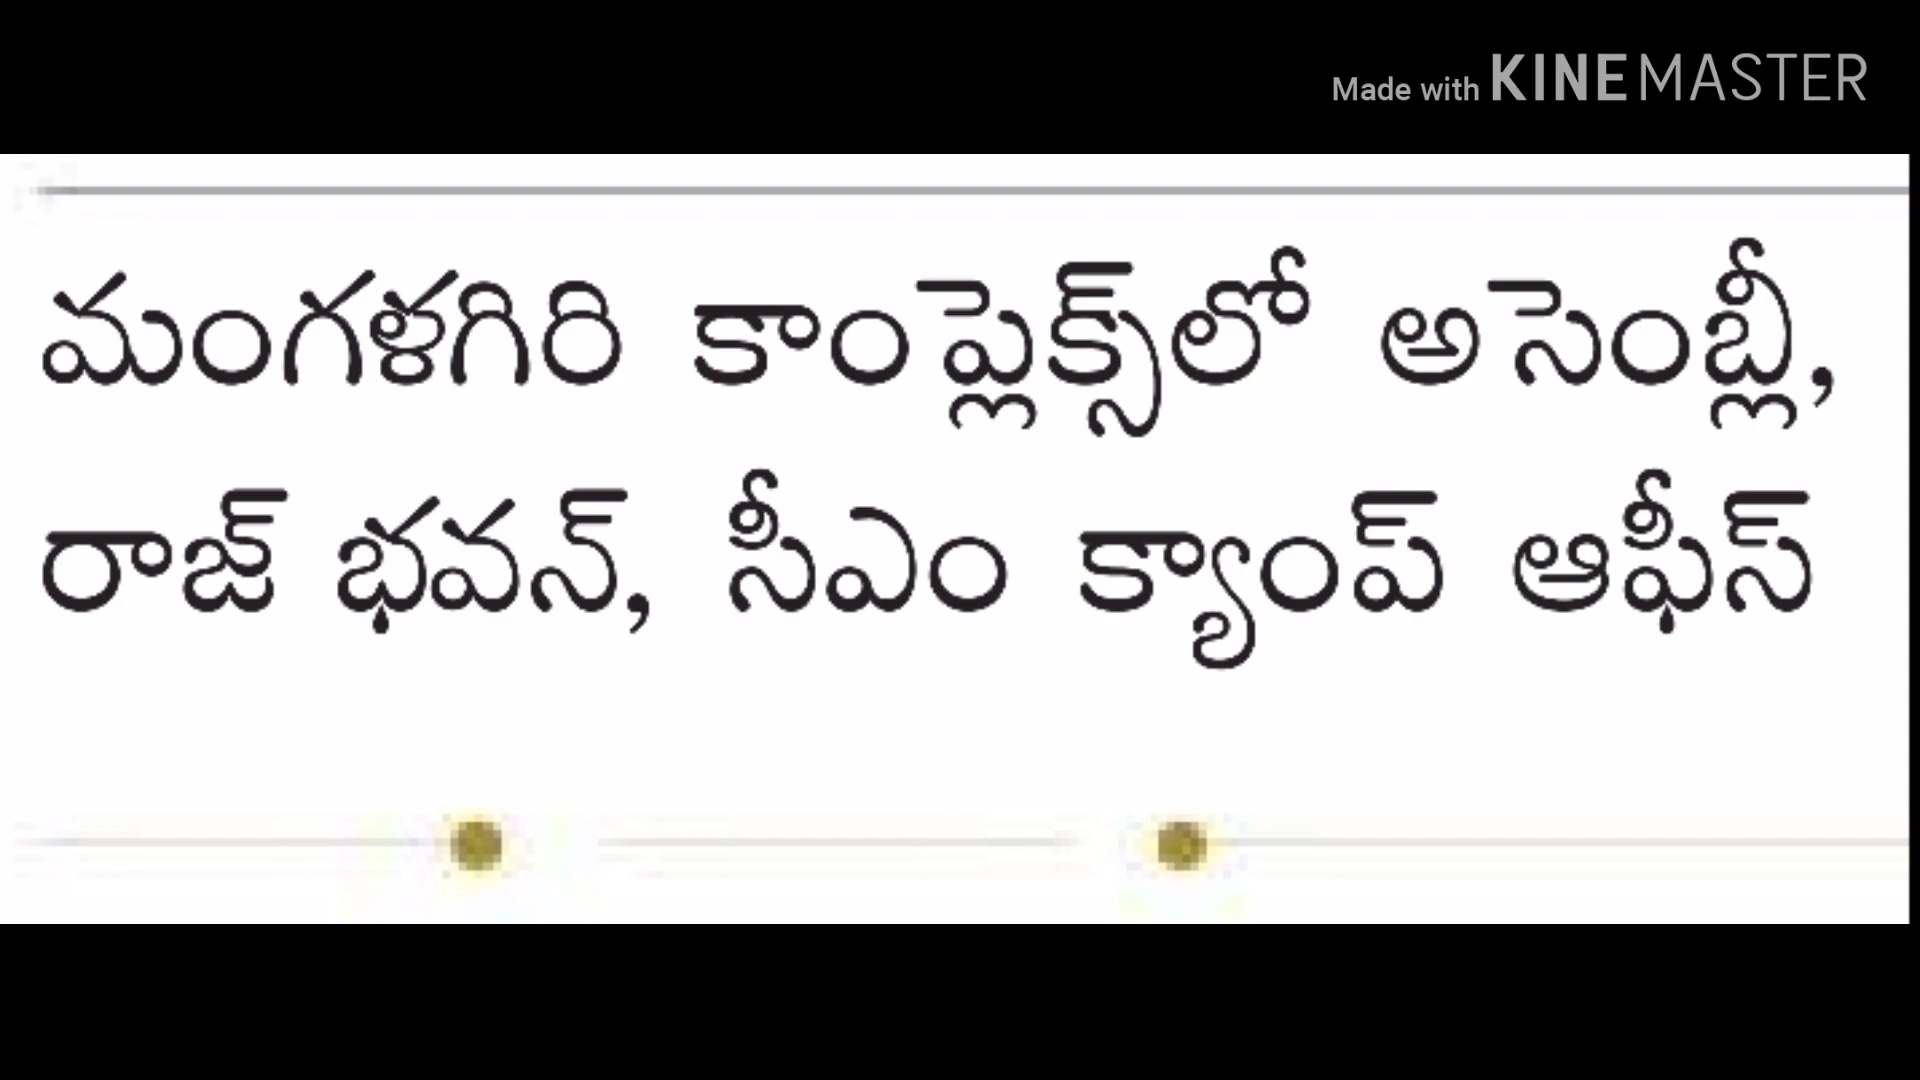 Made with KINEMASTER
మంగళగిరి కాంప్లెక్స్‌లో అసెంబ్లీ,
రాజ్ భవన్, సీఎం క్యాంప్ ఆఫీస్